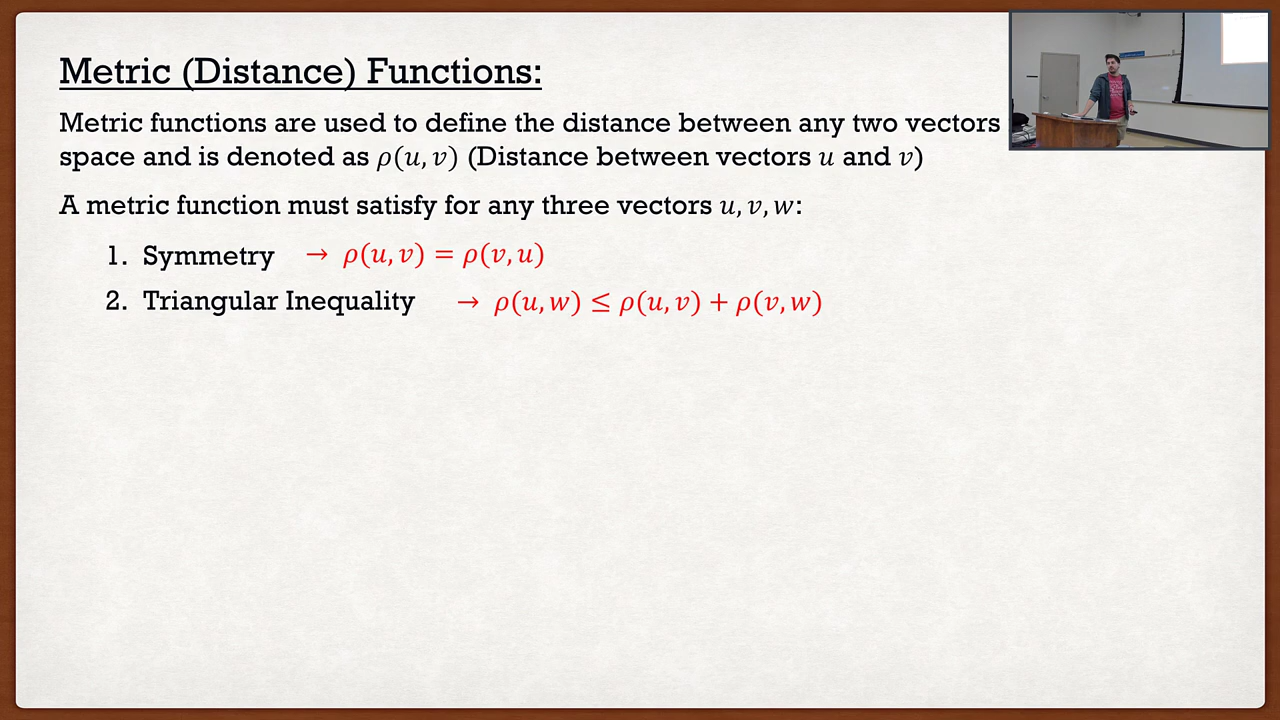 Metric (Distance) Functions:
Metric functions are used to define the distance between any two vectors
space and is denoted as ρ(u, v) (Distance between vectors u and v)
A metric function must satisfy for any three vectors u, v, w:
1. Symmetry → ρ(u, v) = ρ(v, u)
2. Triangular Inequality → ρ(u, w) ≤ ρ(u, v) + ρ(v, w)